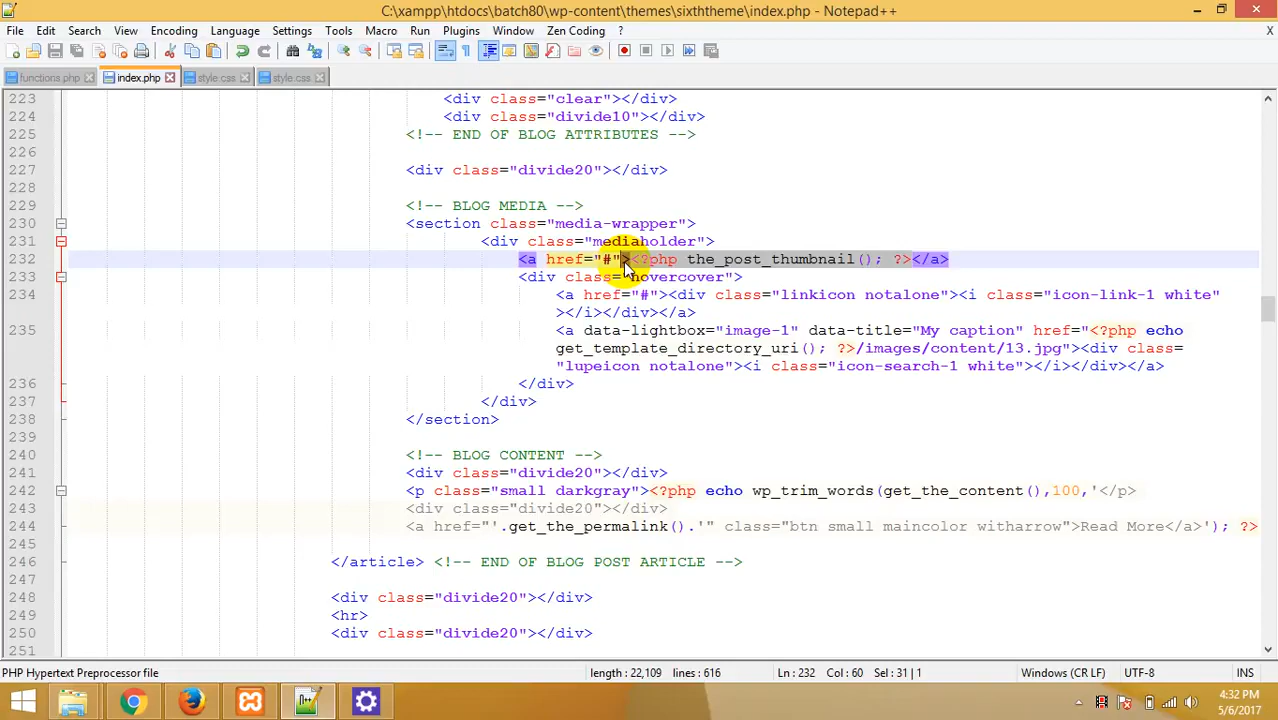 C:\xampp\htdocs\batch80\wp-content\themes\sixththeme\index.php - Notepad++
File Edit Search View Encoding Language Settings Tools Macro Run Plugins Window Zen Coding ? X
functions.php index.php style.css style.css
223 <div class="clear"></div>
224 <div class="divide10"></div>
225 <!-- END OF BLOG ATTRIBUTES -->
226
227 <div class="divide20"></div>
228
229 <!-- BLOG MEDIA -->
230 <section class="media-wrapper">
231 <div class="mediaholder">
232 <a href="#"><?php the_post_thumbnail(); ?></a>
233 <div class="hovercover">
234 <a href="#"><div class="linkicon notalone"><i class="icon-link-1 white"
></i></div></a>
235 <a data-lightbox="image-1" data-title="My caption" href="<?php echo
get_template_directory_uri(); ?>/images/content/13.jpg"><div class=
"lupeicon notalone"><i class="icon-search-1 white"></i></div></a>
236 </div>
237 </div>
238 </section>
239
240 <!-- BLOG CONTENT -->
241 <div class="divide20"></div>
242 <p class="small darkgray"><?php echo wp_trim_words(get_the_content(),100,'</p>
243 <div class="divide20"></div>
244 <a href="'.get_the_permalink().'" class="btn small maincolor witharrow">Read More</a>'); ?>
245
246 </article> <!-- END OF BLOG POST ARTICLE -->
247
248 <div class="divide20"></div>
249 <hr>
250 <div class="divide20"></div>
251
PHP Hypertext Preprocessor file length : 22,109 lines : 616 Ln : 232 Col : 60 Sel : 31 | 1 Windows (CR LF) UTF-8 INS
4:32 PM
5/6/2017